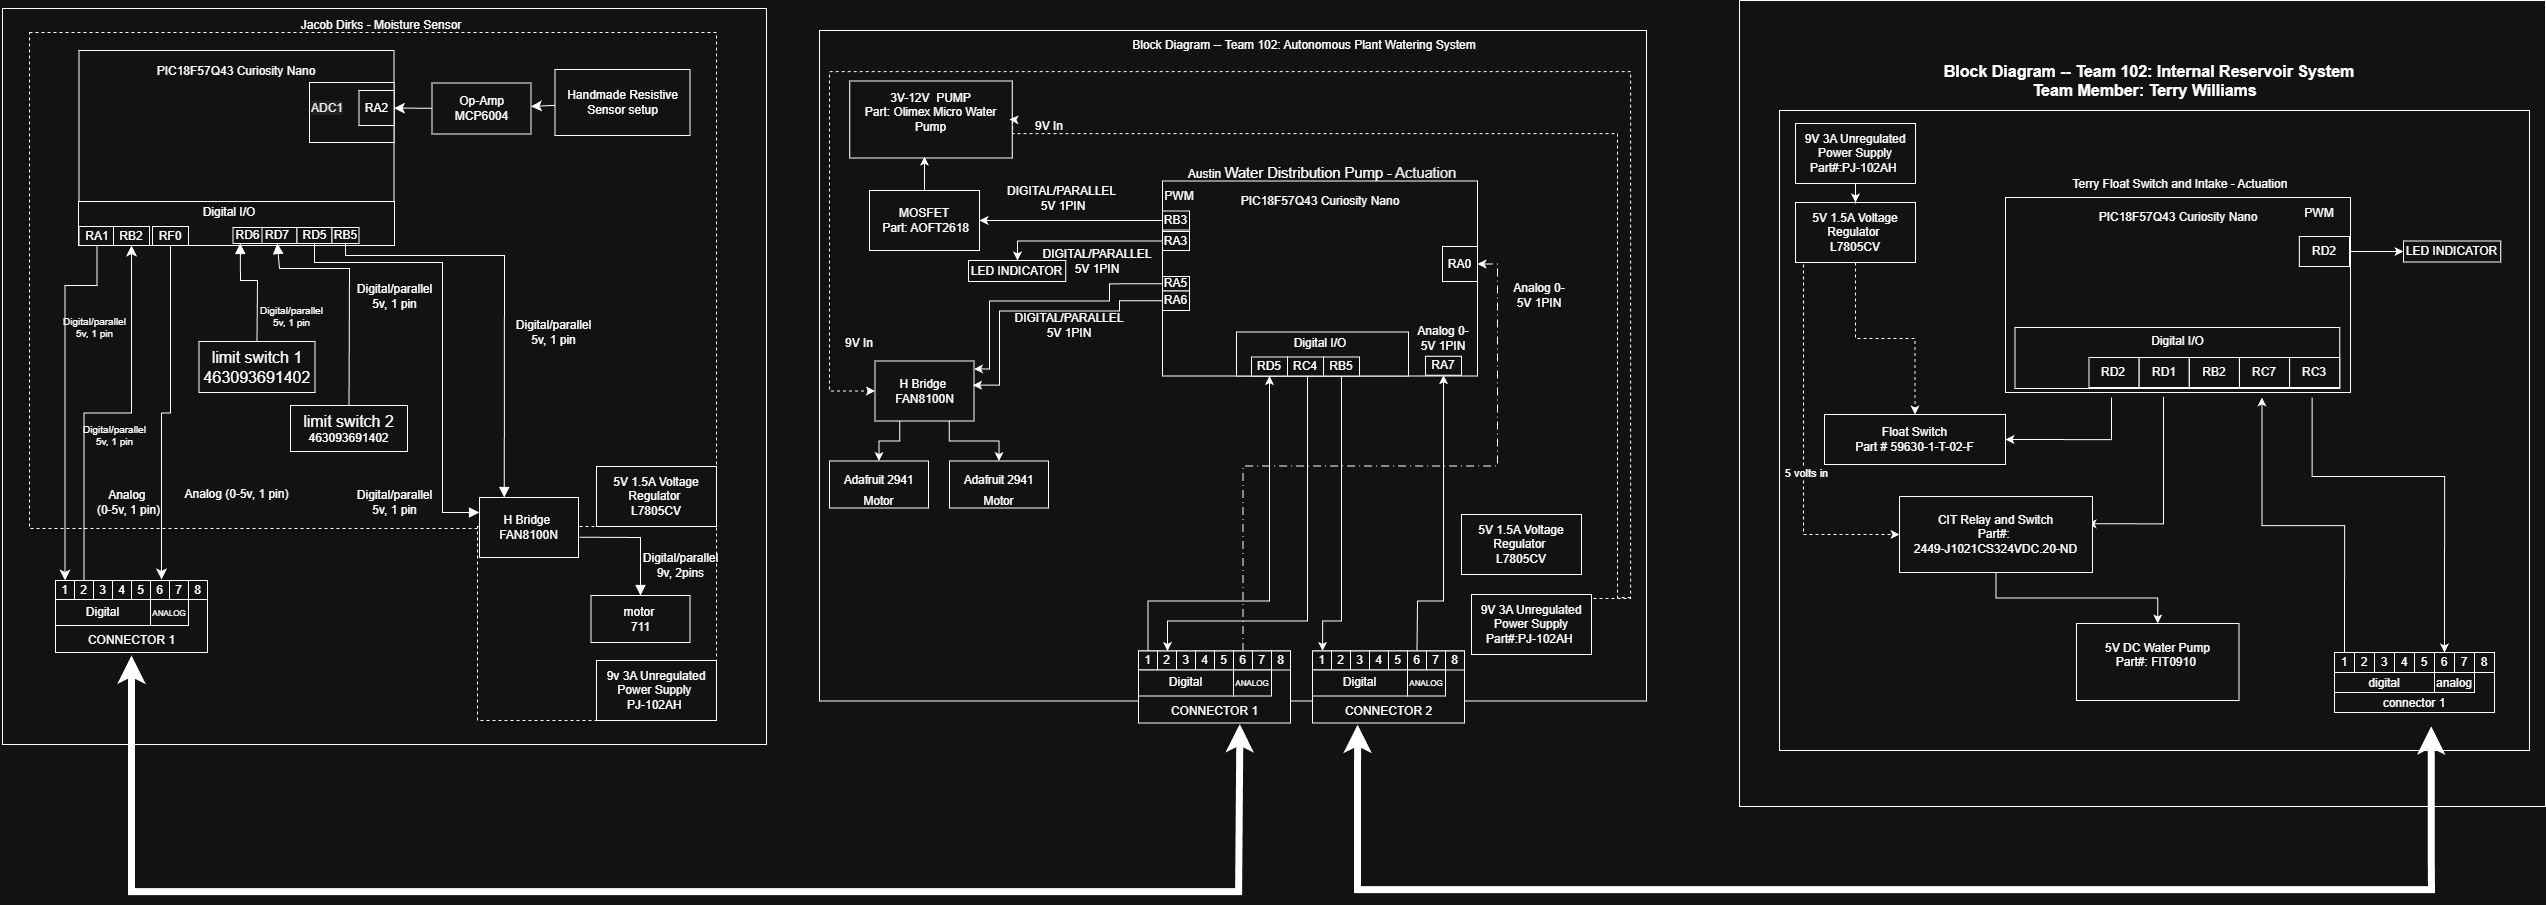 Jacob Dirks - Moisture Sensor
PIC18F57Q43 Curiosity Nano
ADC1
RA2
Op-Amp
MCP6004
Handmade Resistive
Sensor setup
Digital I/O
RA1
RB2
RF0
RD6
RD7
RD5
RB5
Digital/parallel
5v, 1 pin
Digital/parallel
5v, 1 pin
Digital/parallel
5v, 1 pin
Digital/parallel
5v, 1 pin
limit switch 1
463093691402
limit switch 2
463093691402
Digital/parallel
5v, 1 pin
Analog
(0-5v, 1 pin)
Analog (0-5v, 1 pin)
Digital/parallel
5v, 1 pin
H Bridge
FAN8100N
5V 1.5A Voltage
Regulator
L7805CV
Digital/parallel
9v, 2pins
motor
711
9v 3A Unregulated
Power Supply
PJ-102AH
1 2 3 4 5 6 7 8
Digital
ANALOG
CONNECTOR 1
Block Diagram -- Team 102: Autonomous Plant Watering System
3V-12V PUMP
Part: Olimex Micro Water
Pump
9V In
Austin Water Distribution Pump - Actuation
PIC18F57Q43 Curiosity Nano
PWM
RB3
RA3
RA5
RA6
DIGITAL/PARALLEL
5V 1PIN
MOSFET
Part: AOFT2618
DIGITAL/PARALLEL
5V 1PIN
LED INDICATOR
DIGITAL/PARALLEL
5V 1PIN
RA0
Analog 0-
5V 1PIN
9V In
H Bridge
FAN8100N
Adafruit 2941
Motor
Adafruit 2941
Motor
Digital I/O
RD5
RC4
RB5
Analog 0-
5V 1PIN
RA7
5V 1.5A Voltage
Regulator
L7805CV
9V 3A Unregulated
Power Supply
Part#:PJ-102AH
1 2 3 4 5 6 7 8
Digital
ANALOG
CONNECTOR 1
1 2 3 4 5 6 7 8
Digital
ANALOG
CONNECTOR 2
Block Diagram -- Team 102: Internal Reservoir System
Team Member: Terry Williams
9V 3A Unregulated
Power Supply
Part#:PJ-102AH
5V 1.5A Voltage
Regulator
L7805CV
Terry Float Switch and Intake - Actuation
PIC18F57Q43 Curiosity Nano
PWM
RD2
LED INDICATOR
Digital I/O
RD2
RD1
RB2
RC7
RC3
Float Switch
Part # 59630-1-T-02-F
5 volts in
CIT Relay and Switch
Part#:
2449-J1021CS324VDC.20-ND
5V DC Water Pump
Part#: FIT0910
1 2 3 4 5 6 7 8
digital
analog
connector 1